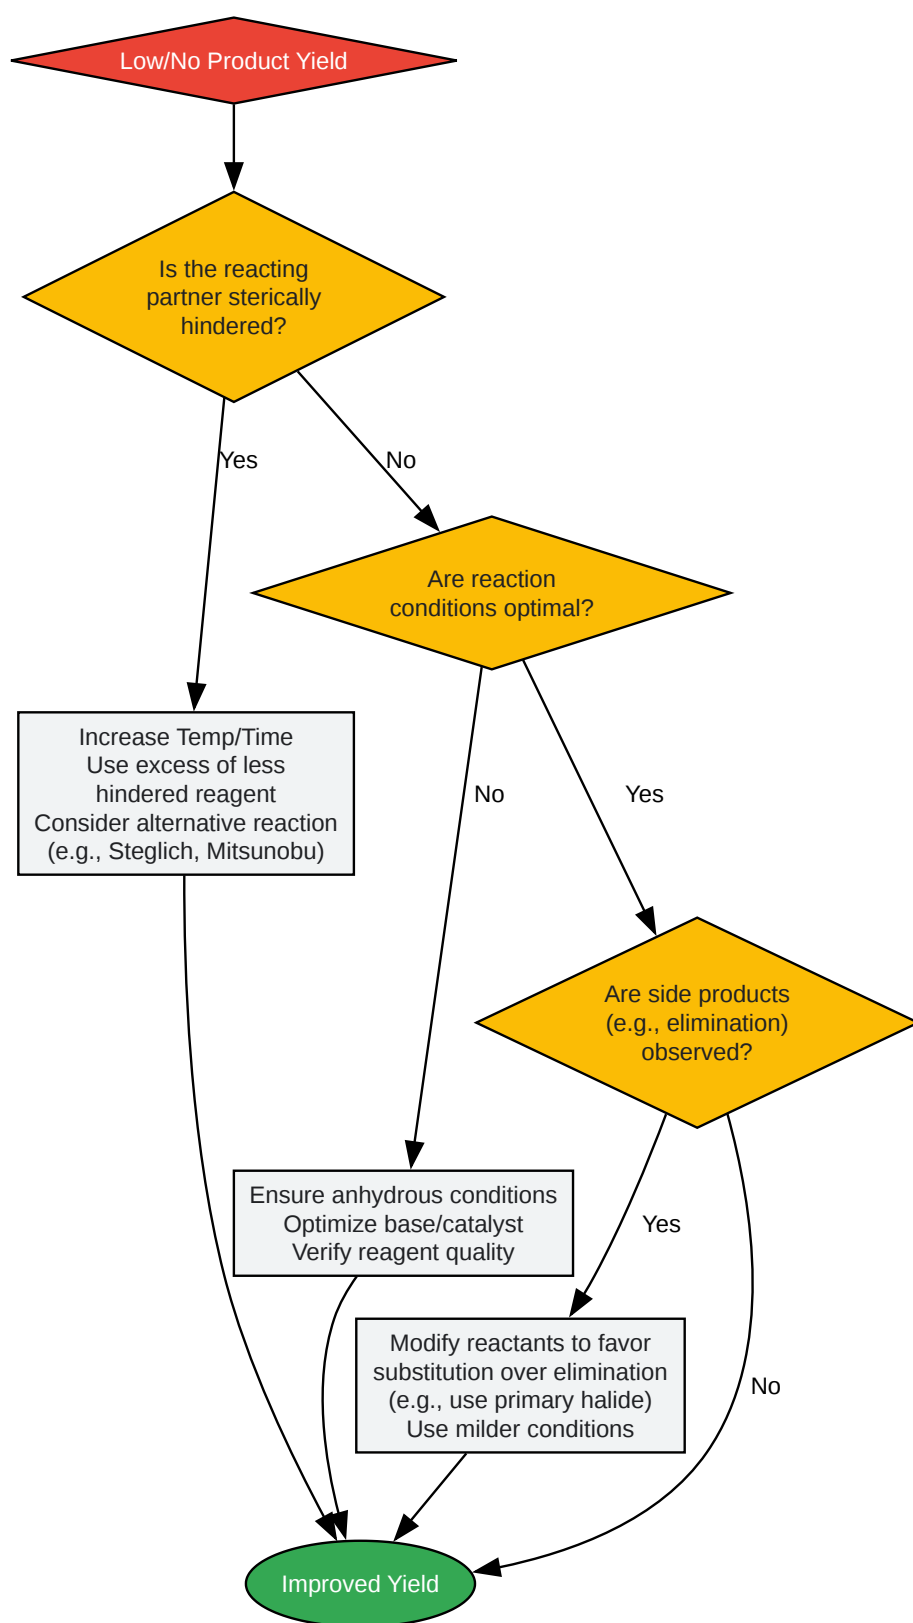 Low/No Product Yield
Is the reacting
partner sterically
hindered?
Yes
No
Are reaction
conditions optimal?
Increase Temp/Time
Use excess of less
hindered reagent
Consider alternative reaction
(e.g., Steglich, Mitsunobu)
No
Yes
Are side products
(e.g., elimination)
observed?
Ensure anhydrous conditions
Optimize base/catalyst
Verify reagent quality
Yes
Modify reactants to favor
substitution over elimination
(e.g., use primary halide)
Use milder conditions
No
Improved Yield